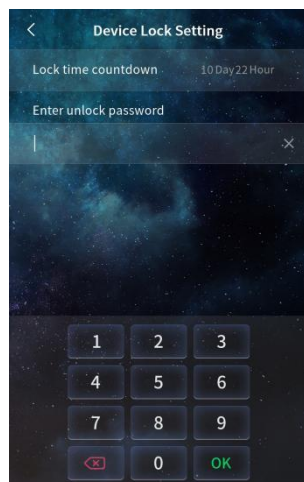 Device Lock Setting
Lock time countdown 10Day22Hour
Enter unlock password
1 2 3
4 5 6
7 8 9
0 OK